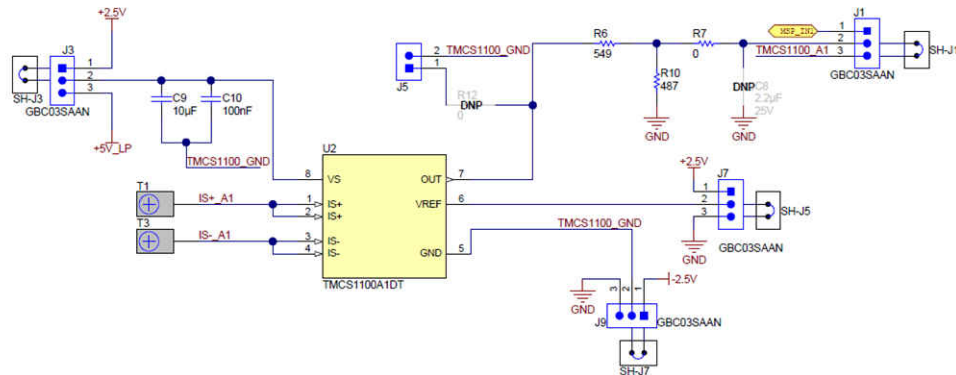 +2.5V
J3
1
2
3
SH-J3
GBC03SAAN
+5V_LP
C9
10µF
C10
100nF
TMCS1100_GND
J5
2
1
TMCS1100_GND
R12
DNP
0
R6
549
R7
0
R10
487
GND
DNP
C8
2.2µF
25V
GND
MSP_IN1
TMCS1100_A1
J1
1
2
3
SH-J1
GBC03SAAN
U2
8
VS
OUT
7
T1
IS+_A1
1
IS+
2
IS+
VREF
6
T3
IS-_A1
3
IS-
4
IS-
GND
5
TMCS1100A1DT
+2.5V
J7
1
2
3
SH-J5
GND
GBC03SAAN
TMCS1100_GND
-2.5V
GND
3
2
1
J9
GBC03SAAN
SH-J7